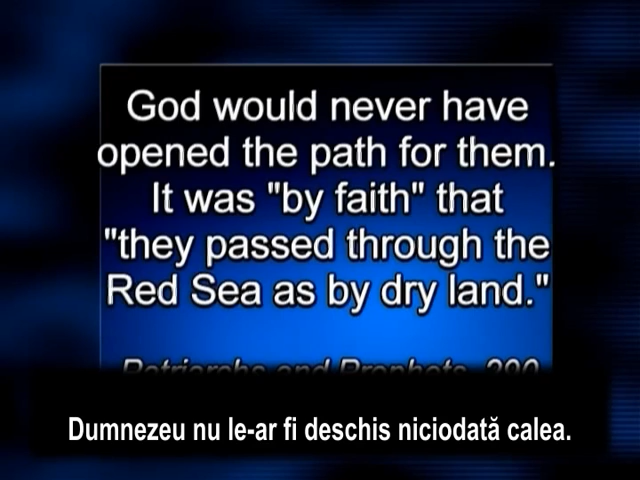 God would never have
opened the path for them.
It was "by faith" that
"they passed through the
Red Sea as by dry land."
Patriarchs and Prophets, 290
Dumnezeu nu le-ar fi deschis niciodată calea.